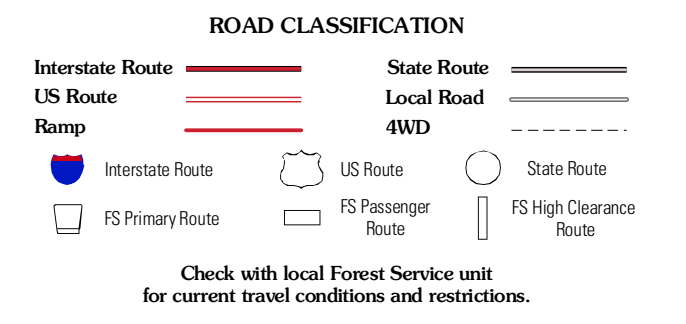 ROAD CLASSIFICATION
Interstate Route
State Route
US Route
Local Road
Ramp
4WD
Interstate Route
US Route
State Route
FS Primary Route
FS Passenger
Route
FS High Clearance
Route
Check with local Forest Service unit
for current travel conditions and restrictions.